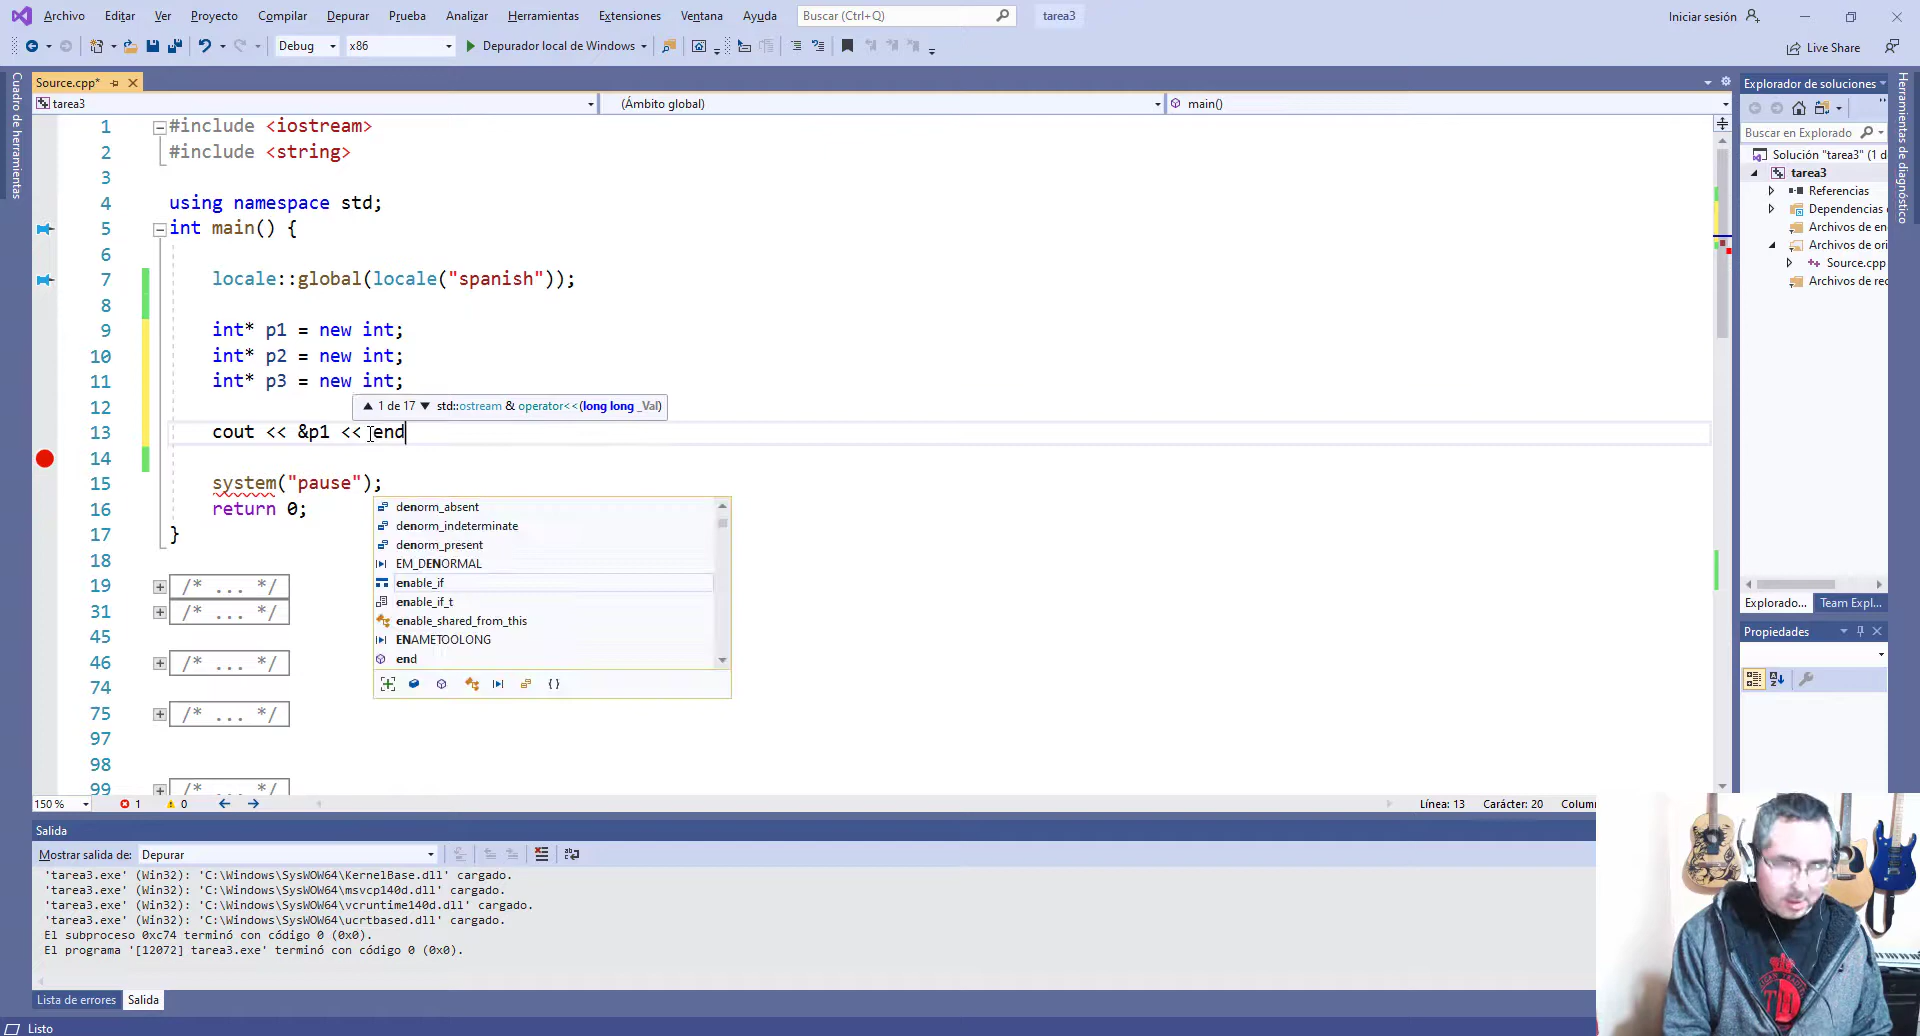 Archivo Editar Ver Proyecto Compilar Depurar Prueba Analizar Herramientas Extensiones Ventana Ayuda Buscar (Ctrl+Q) tarea3 Iniciar sesión
Debug x86 Depurador local de Windows Live Share
Source.cpp* Explorador de soluciones
tarea3 (Ámbito global) main()
Buscar en Explorado
Solución "tarea3" (1 d
tarea3
Referencias
Dependencias
Archivos de en
Archivos de ori
Source.cpp
Archivos de rec
Cuadro de herramientas
Herramientas de diagnóstico
1 #include <iostream>
2 #include <string>
3
4 using namespace std;
5 int main() {
6
7 locale::global(locale("spanish"));
8
9 int* p1 = new int;
10 int* p2 = new int;
11 int* p3 = new int;
12
1 de 17 std::ostream & operator<<(long long _Val)
13 cout << &p1 << end
14
15 system("pause");
16 return 0;
17 }
18
19 /* ... */
31 /* ... */
45
46 /* ... */
74
75 /* ... */
97
98
99 /* ... */
denorm_absent
denorm_indeterminate
denorm_present
EM_DENORMAL
enable_if
enable_if_t
enable_shared_from_this
ENAMETOOLONG
end
Explorado... Team Expl...
Propiedades
150 % 1 0 Línea: 13 Carácter: 20 Colum
Salida
Mostrar salida de: Depurar
'tarea3.exe' (Win32): 'C:\Windows\SysWOW64\KernelBase.dll' cargado.
'tarea3.exe' (Win32): 'C:\Windows\SysWOW64\msvcp140d.dll' cargado.
'tarea3.exe' (Win32): 'C:\Windows\SysWOW64\vcruntime140d.dll' cargado.
'tarea3.exe' (Win32): 'C:\Windows\SysWOW64\ucrtbased.dll' cargado.
El subproceso 0xc74 terminó con código 0 (0x0).
El programa '[12072] tarea3.exe' terminó con código 0 (0x0).
Lista de errores Salida
Listo